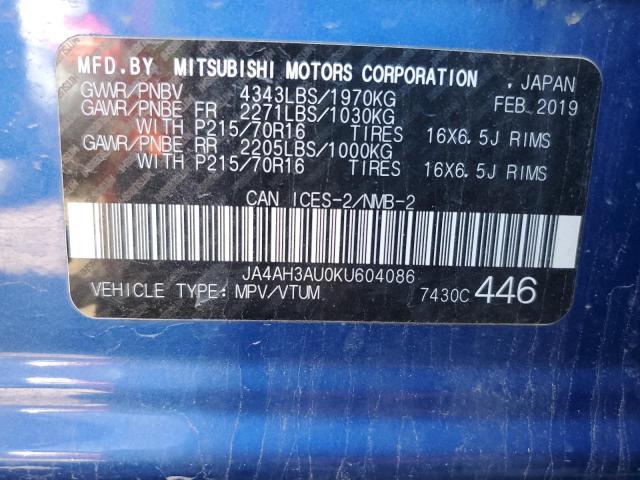 MFD.BY MITSUBISHI MOTORS CORPORATION , JAPAN
GVWR/PNBV 4343LBS/1970KG FEB 2019
GAWR/PNBE FR 2271LBS/1030KG
WITH P215/70R16 TIRES 16X6.5J RIMS
GAWR/PNBE RR 2205LBS/1000KG
WITH P215/70R16 TIRES 16X6.5J RIMS
CAN ICES-2/NMB-2
JA4AH3AU0KU604086
VEHICLE TYPE:MPV/VTUM 7430C 446